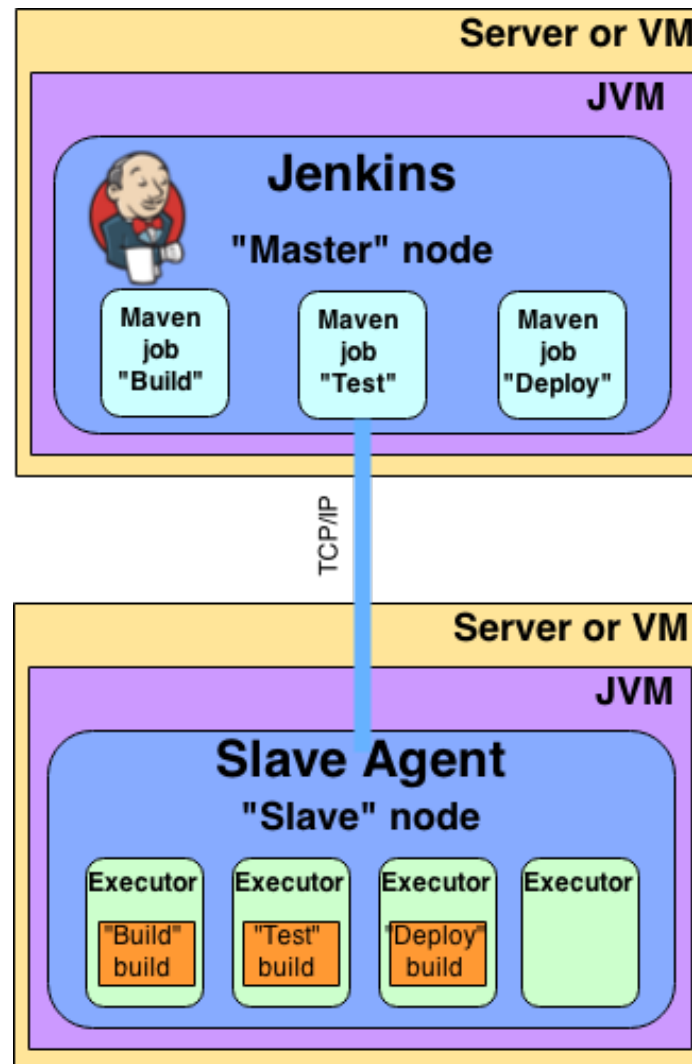 Server or VM
JVM
Jenkins
"Master" node
Maven
job
"Build"
Maven
job
"Test"
Maven
job
"Deploy"
TCP/IP
Server or VM
JVM
Slave Agent
"Slave" node
Executor
"Build"
build
Executor
"Test"
build
Executor
"Deploy"
build
Executor